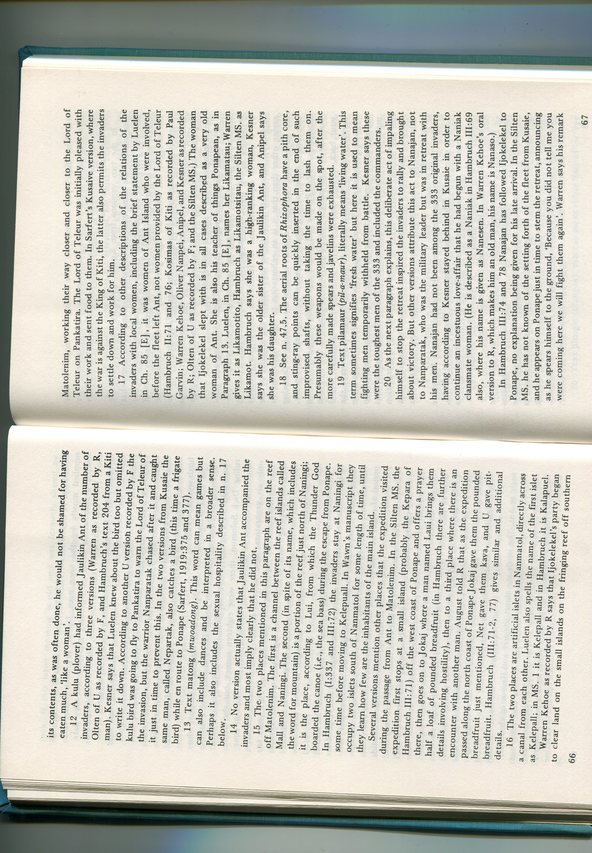 its contents, as was often done, he would not be shamed for having
eaten much, 'like a woman'.
12 A kulu (plover) had informed Jaulikin Ant of the number of
invaders, according to three versions (Warren as recorded by R,
Olten of U as recorded by F, and Hambruch's text 204 from a Kiti
man). Kesner says that Luelen knew about the bird too but omitted
to write it down. According to another U version recorded by F the
kulu bird was going to fly to Pankatira to warn the Lord of Teleur of
the invasion, but the warrior Nanparatak chased after it and caught
it just in time to prevent this. In the two versions from Kusaie the
same man, called Nepartak, also catches a bird (this time a frigate
bird) while en route to Ponape (Sarfert, 1919:375 and 377).
13 Text matong (mwoadong). This word can mean games but
can also include dances and be interpreted in a broader sense.
Perhaps it also includes the sexual hospitality described in n. 17
below.
14 No version actually states that Jaulikin Ant accompanied the
invaders and most imply clearly that he did not.
15 The two places mentioned in this paragraph are on the reef
off Matolenim. The first is a channel between the reef islands called
Mall and Naningi. The second (in spite of its name, which includes
the word for mountain) is a portion of the reef just north of Naningi;
it is the place, according to Lui, from which the Thunder God
boarded the canoe (i.e., the sea bass) during the escape from Ponape.
In Hambruch (I:337 and III:72) the invaders stay at Naningi for
some time before moving to Kelepuall. In Wawn's manuscript they
occupy two islets south of Nanmatol for some length of time, until
they learn how few are the inhabitants of the main island.
Several versions mention other places that the expedition visited
during the passage from Ant to Matolenim. In the Silten MS. the
expedition first stops at a small island (probably the Kepara of
Hambruch III:71) off the west coast of Ponape and offers a prayer
there, then goes on to Jokaj where a man named Laui brings them
half a loaf of pounded breadfruit (in Hambruch there are further
details involving hostility), then to a third place where there is an
encounter with another man. August told R that as the expedition
passed along the north coast of Ponape Jokaj gave them the pounded
breadfruit just mentioned, Net gave them kava, and U gave pit-
breadfruit. Hambruch (III:71-2, 77) gives similar and additional
details.
16 The two places are artificial islets in Nanmatol, directly across
a canal from each other. Luelen also spells the name of the first islet
as Kelepall; in MS. 1 it is Kelepall and in Hambruch it is Kalapuel.
Warren Kehoe as recorded by R says that Ijokelekel's party began
to clear land on the small islands on the fringing reef off southern
66
Matolenim, working their way closer and closer to the Lord of
Teleur on Pankatira. The Lord of Teleur was initially pleased with
their work and sent food to them. In Sarfert's Kusaive version, where
the war is against the King of Kiti, the latter also permits the invaders
to settle down and work for him.
17 According to other descriptions of the relations of the
invaders with local women, including the brief statement by Luelen
in Ch. 85 [E], it was women of Ant Island who were involved,
before the fleet left Ant, not women provided by the Lord of Teleur
(Hambruch II:71 and 76; Kosimas of Kiti as recorded by Paul
Garvin; Warren Kehoe, Oliver Nanpei, Anipel, and Kesner as recorded
by R; Olten of U as recorded by F; and the Silten MS.) The woman
that Ijokelekel slept with is in all cases described as a very old
woman of Ant. She is also his teacher of things Ponapean, as in
Paragraph 13. Luelen, in Ch. 85 [E], names her Likamatau; Warren
gives it as Likamotito, Hambruch as Likamotsitau, the Silten MS. as
Likamot. Hambruch says she was a high-ranking woman, Kesner
says she was the older sister of the Jaulikin Ant, and Anipel says
she was his daughter.
18 See n. 47.5. The aerial roots of Rhizophora have a pith core,
and sting-ray points can be quickly inserted in the end of such
improvised shafts, without taking the time to lash them on.
Presumably these weapons would be made on the spot, after the
more carefully made spears and javelins were exhausted.
19 Text pilamaur (pil-a-maur), literally means 'living water'. This
term sometimes signifies 'fresh water' but here it is used to mean
fighting men temporarily withheld from battle. Kesner says these
were the toughest men of the 333 and included the commanders.
20 As the next paragraph explains, this deliberate act of impaling
himself to stop the retreat inspired the invaders to rally and brought
about victory. But other versions attribute this act to Nanajan, not
to Nanparatak, who was the military leader but was in retreat with
his men. Nanajan had not been among the 333 original invaders,
having according to Kesner stayed behind in Kusaie in order to
continue an incestuous love-affair that he had begun with a Naniak
clansmate woman. (He is described as a Naniak in Hambruch III:69
also, where his name is given as Nanesen. In Warren Kehoe's oral
version to R, which makes him an old man, his name is Nanaso.)
In Hambruch III:74 and 78 Nanajan has followed Ijokelekel to
Ponape, no explanation being given for his late arrival. In the Silten
MS. he has not known of the setting forth of the fleet from Kusaie,
and he appears on Ponape just in time to stem the retreat, announcing
as he spears himself to the ground, 'Because you did not tell me you
were coming here we will fight them again'. Warren says his remark
67